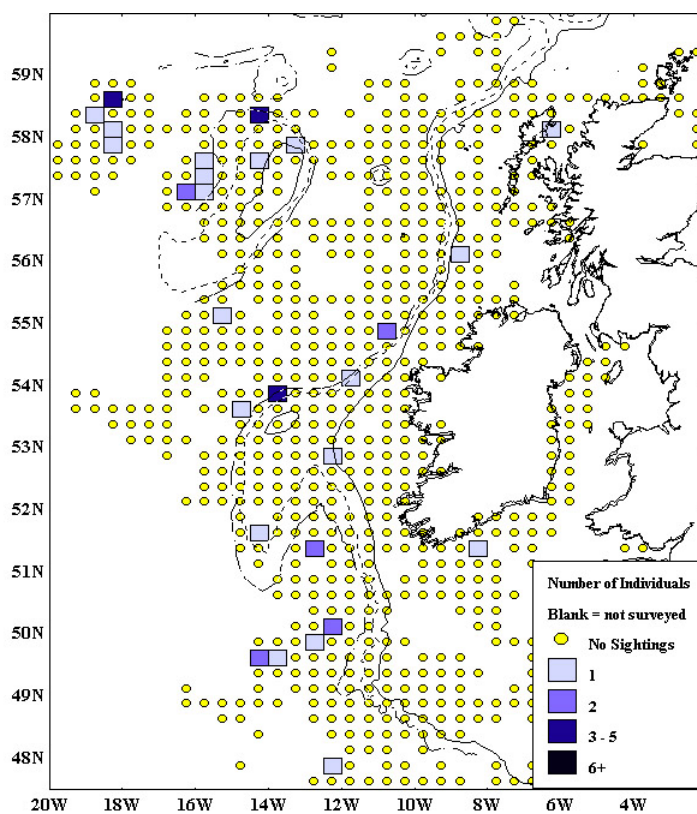 59N
58N
57N
56N
55N
54N
53N
52N
51N
50N
49N
48N
Number of Individuals
Blank = not surveyed
No Sightings
1
2
3 - 5
6+
20W 18W 16W 14W 12W 10W 8W 6W 4W